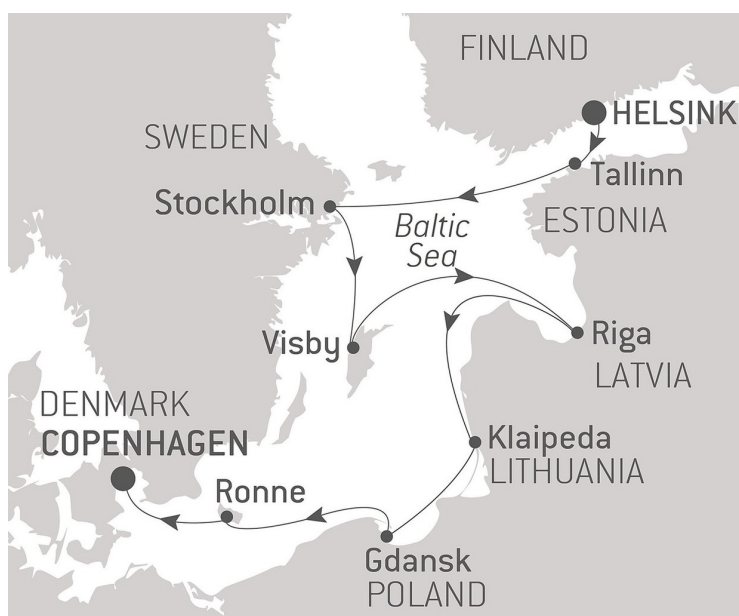 FINLAND
HELSINK
SWEDEN
Tallinn
Stockholm
ESTONIA
Baltic
Sea
Visby
Riga
LATVIA
DENMARK
COPENHAGEN
Klaipeda
LITHUANIA
Ronne
Gdansk
POLAND